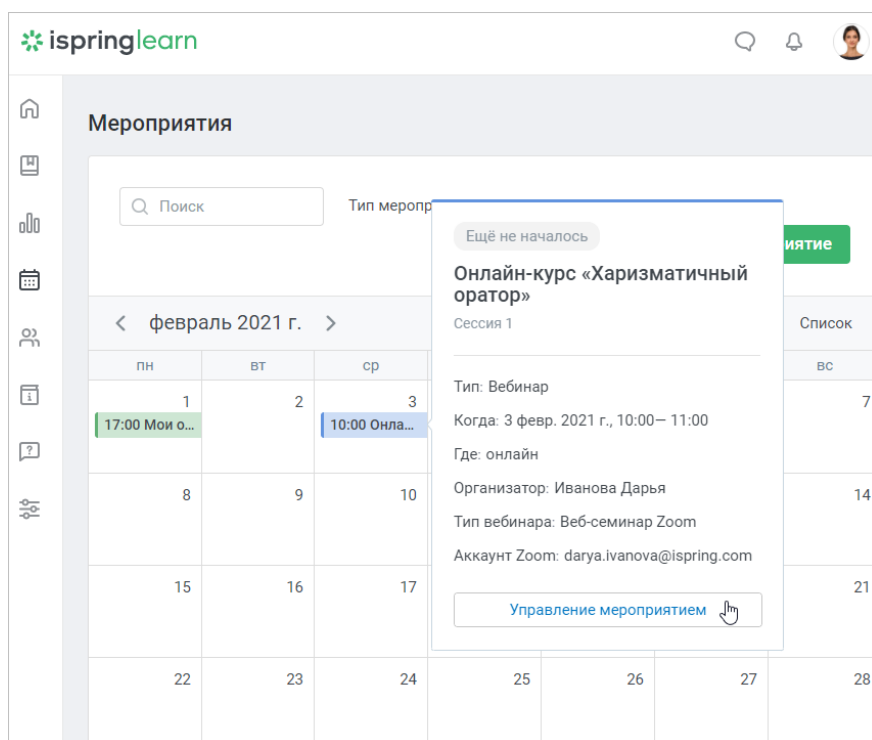 ispringlearn
Мероприятия
Поиск
Тип меропр
иятие
Ещё не началось
Онлайн-курс «Харизматичный
оратор»
Сессия 1
февраль 2021 г.
Список
пн вт ср вс
1 2 3 7
17:00 Мои о... 10:00 Онла...
Тип: Вебинар
Когда: 3 февр. 2021 г., 10:00— 11:00
Где: онлайн
Организатор: Иванова Дарья
Тип вебинара: Веб-семинар Zoom
Аккаунт Zoom: darya.ivanova@ispring.com
Управление мероприятием
8 9 10 14
15 16 17 21
22 23 24 25 26 27 28